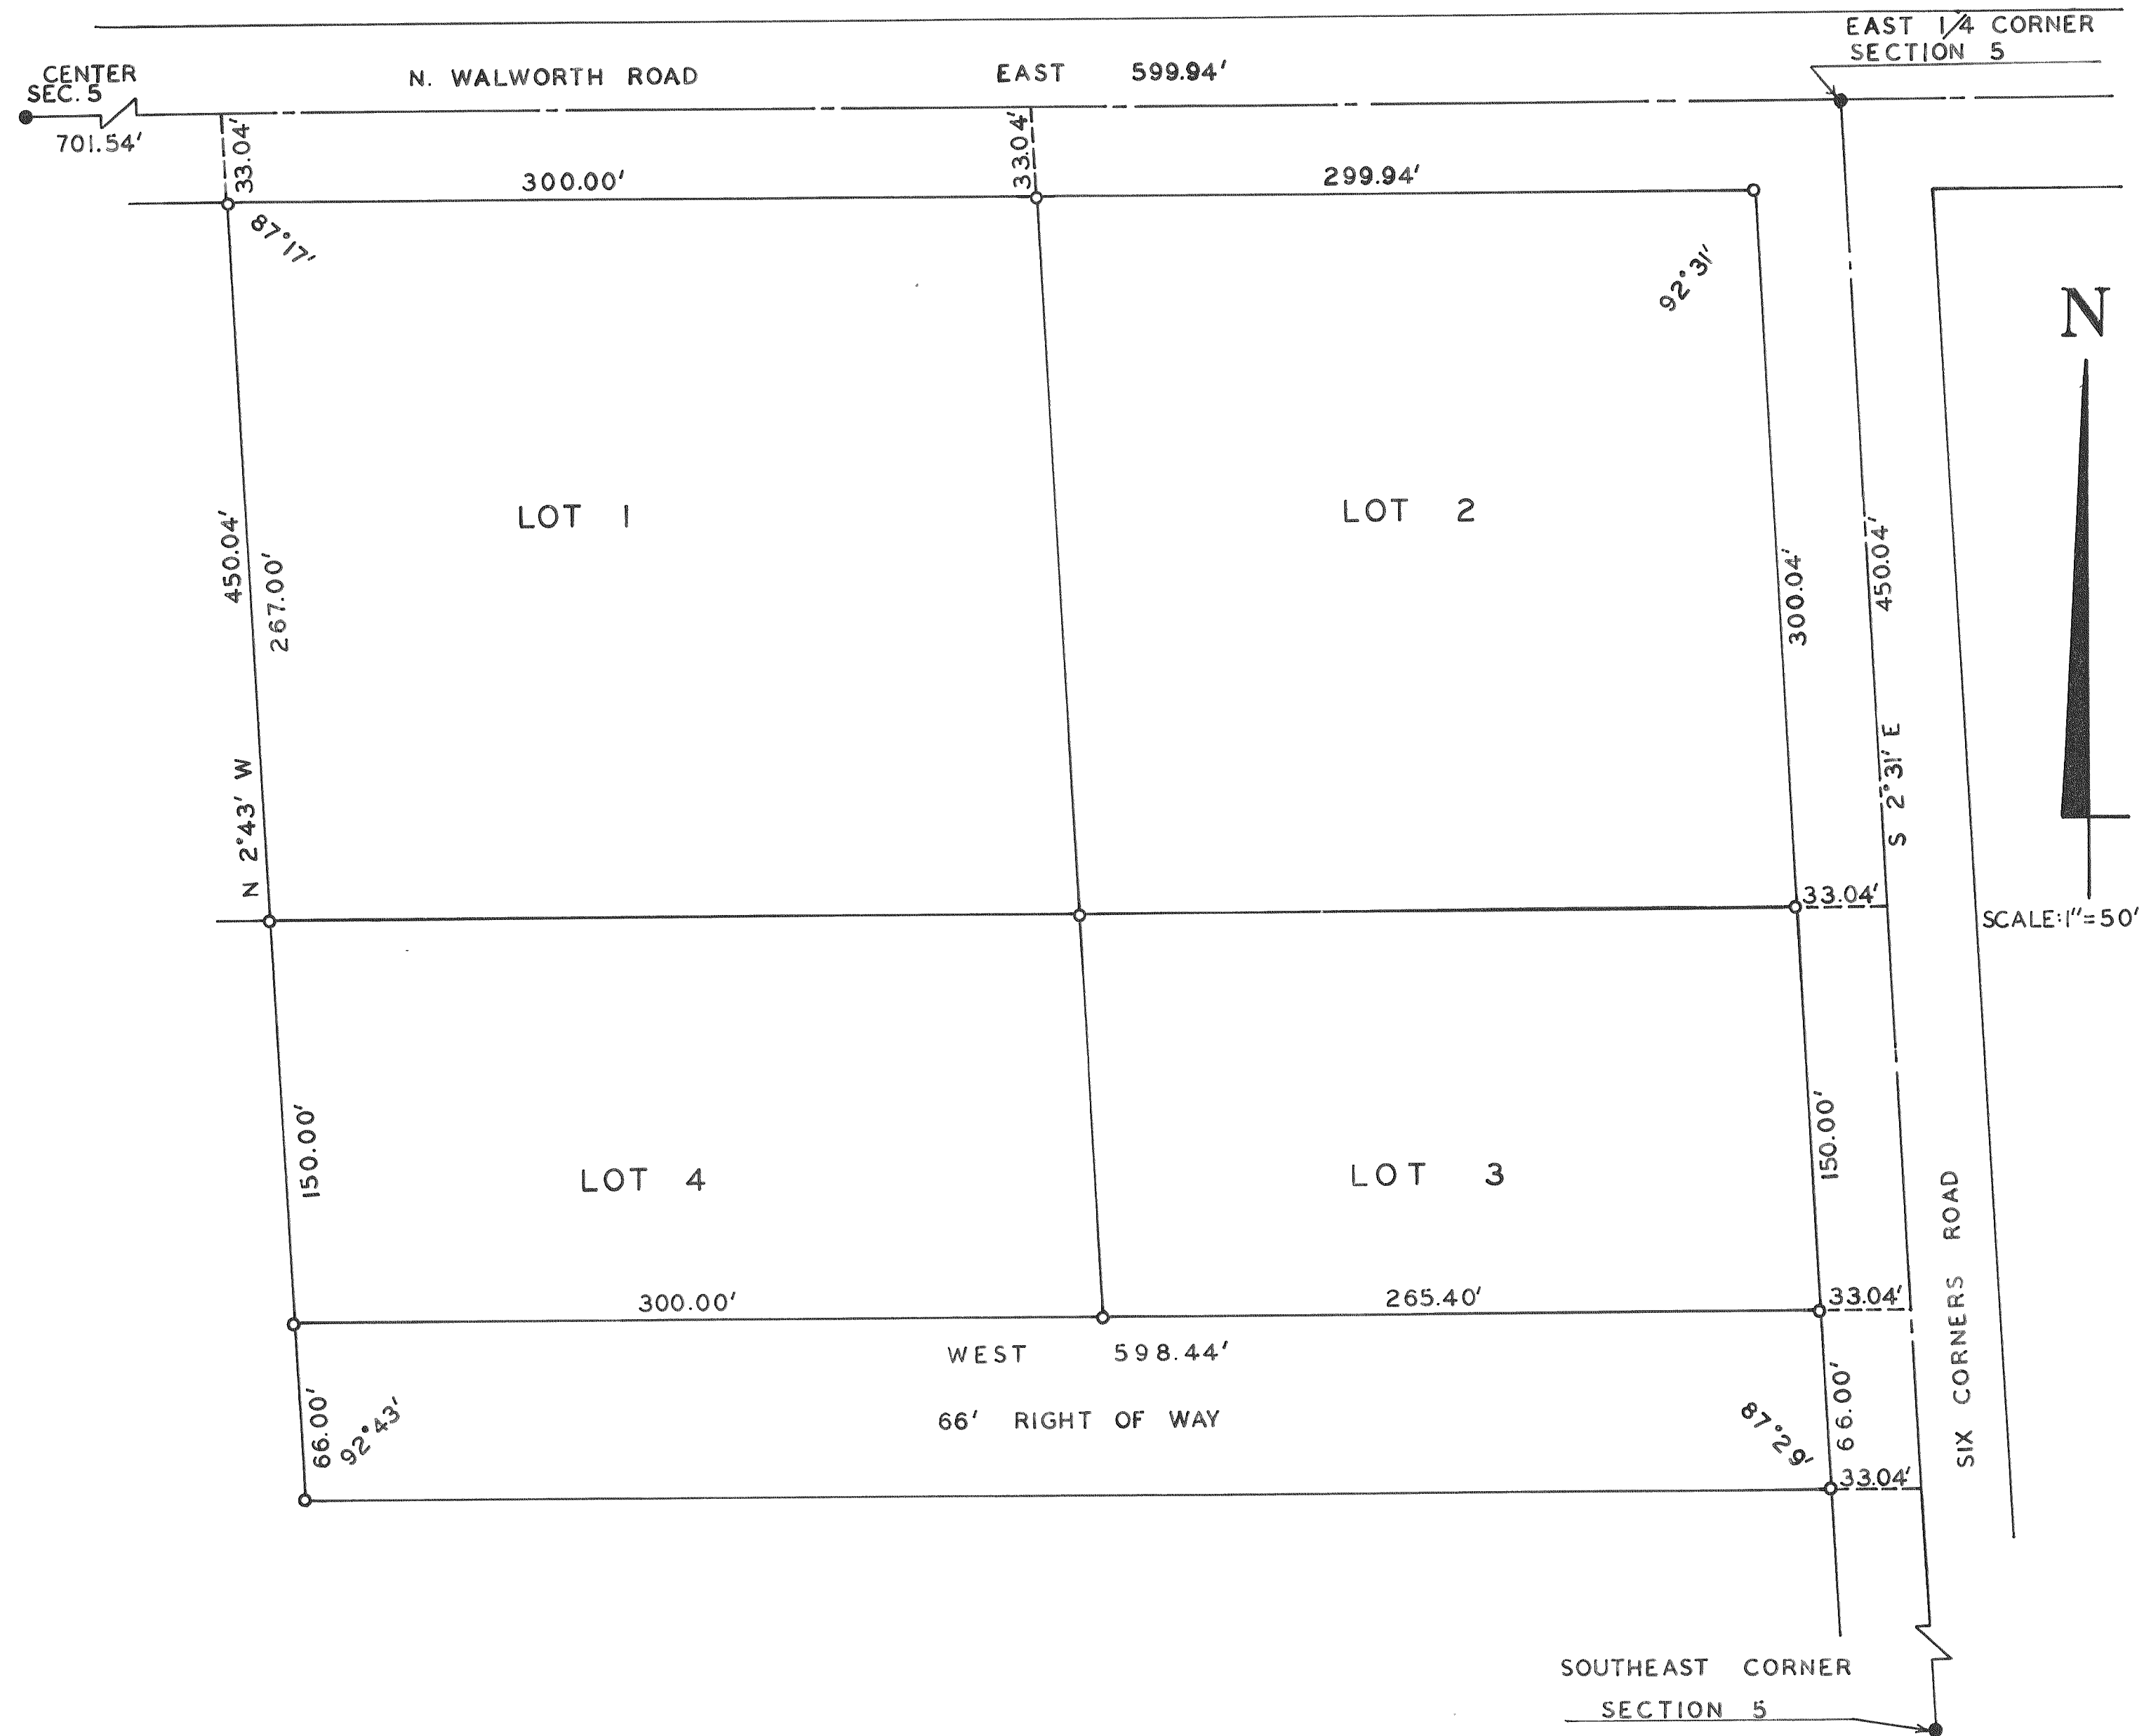 EAST 1/4 CORNER
SECTION 5
CENTER
SEC. 5
701.54'
N. WALWORTH ROAD
EAST 599.94'
33.04'
33.04'
300.00'
299.94'
87°17'
92°31'
N
LOT 1
LOT 2
450.04'
267.00'
N 2°43' W
300.04'
450.04'
S 2°31' E
33.04'
SCALE: 1"=50'
150.00'
150.00'
LOT 4
LOT 3
300.00'
265.40'
33.04'
WEST 598.44'
66' RIGHT OF WAY
66.00'
92°43'
87°29'
66.00'
33.04'
SIX CORNERS ROAD
SOUTHEAST CORNER
SECTION 5